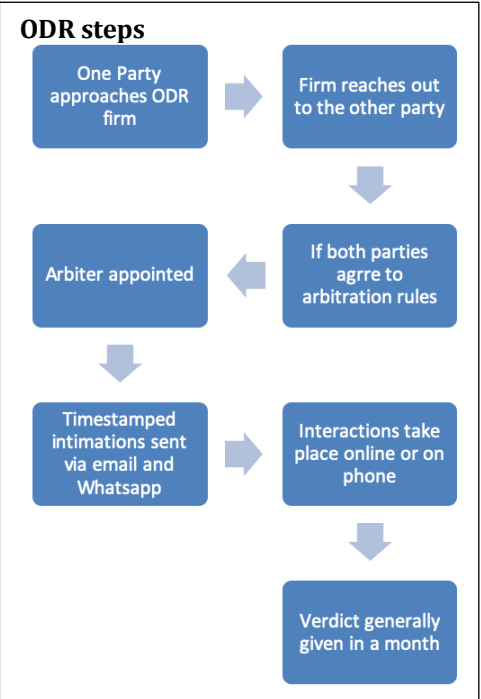 ODR steps
One Party
approaches ODR
firm
Firm reaches out
to the other party
If both parties
agrre to
arbitration rules
Arbiter appointed
Timestamped
intimations sent
via email and
Whatsapp
Interactions take
place online or on
phone
Verdict generally
given in a month